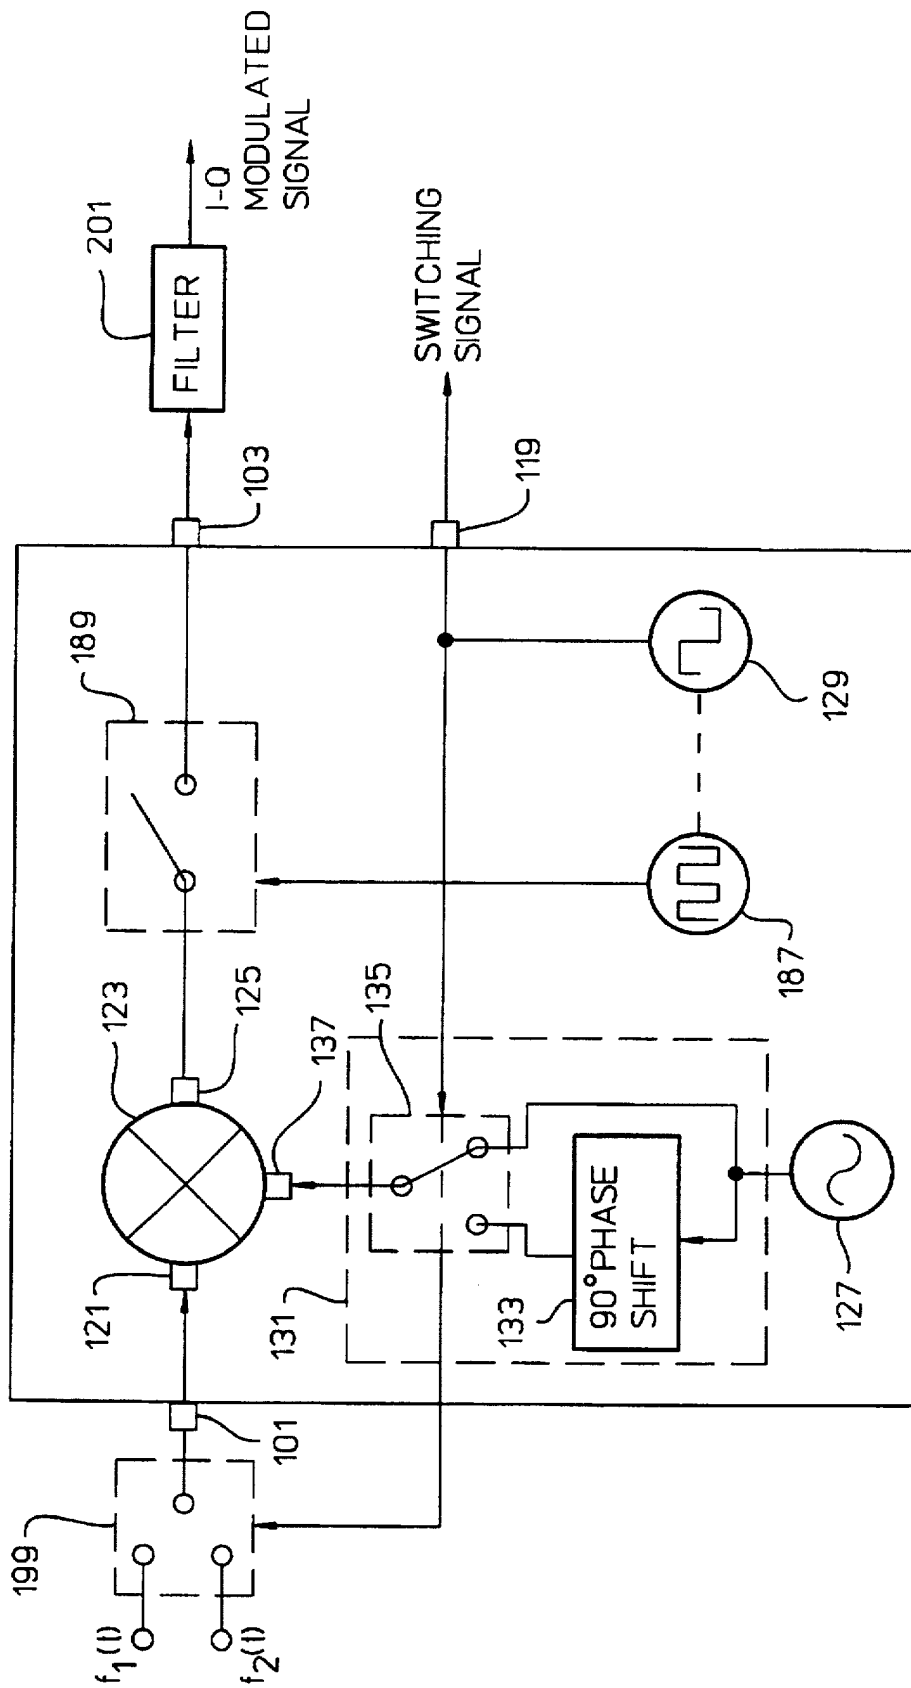 f₁(t)
f₂(t)
199
101
121
123
125
137
131
135
133
90° PHASE
SHIFT
127
189
187
129
103
119
201
FILTER
I-Q
MODULATED
SIGNAL
SWITCHING
SIGNAL